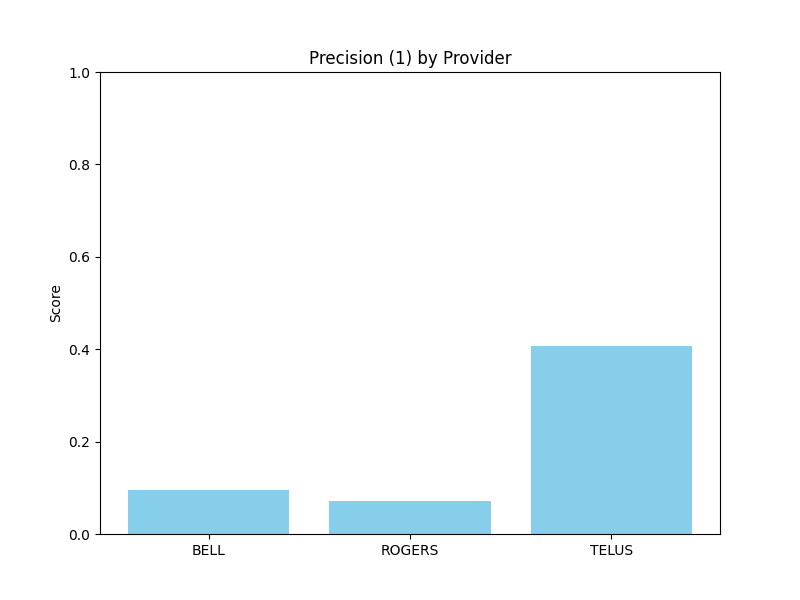 Precision (1) by Provider
1.0
0.8
0.6
0.4
0.2
0.0
Score
BELL
ROGERS
TELUS